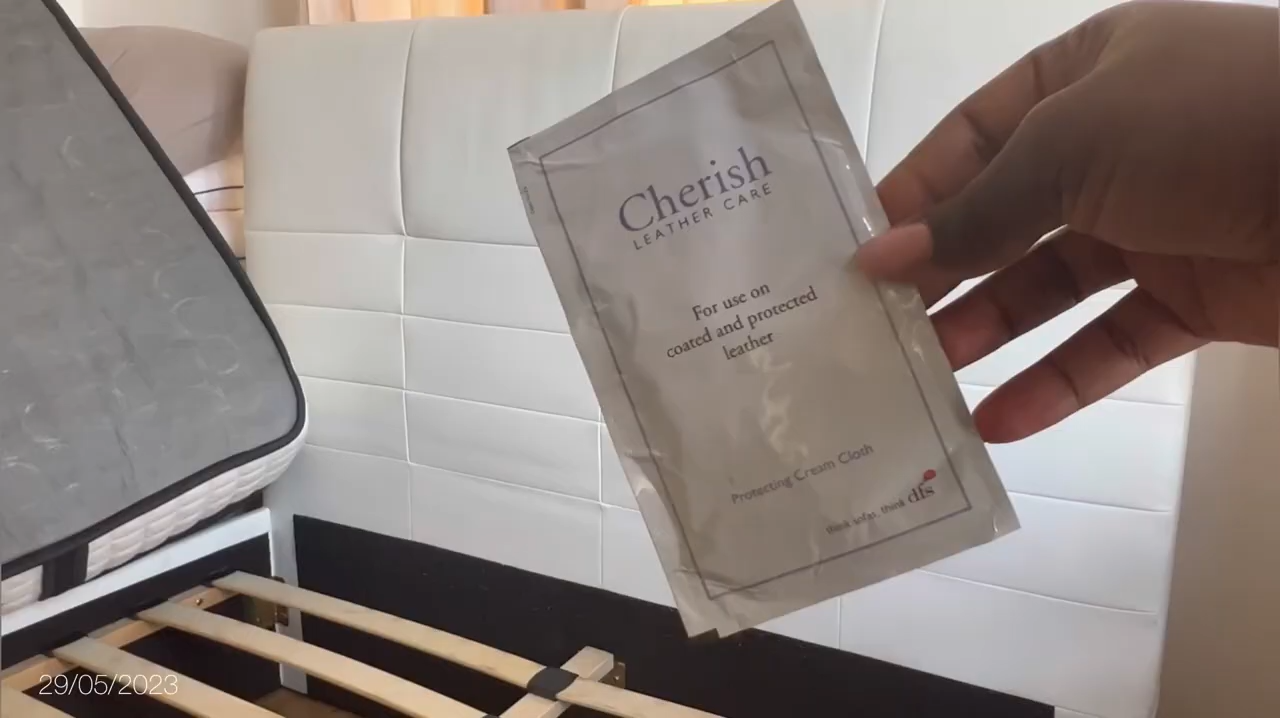 Cherish
LEATHER CARE
For use on
coated and protected
leather
Protecting Cream Cloth
think sofas, think dfs
29/05/2023